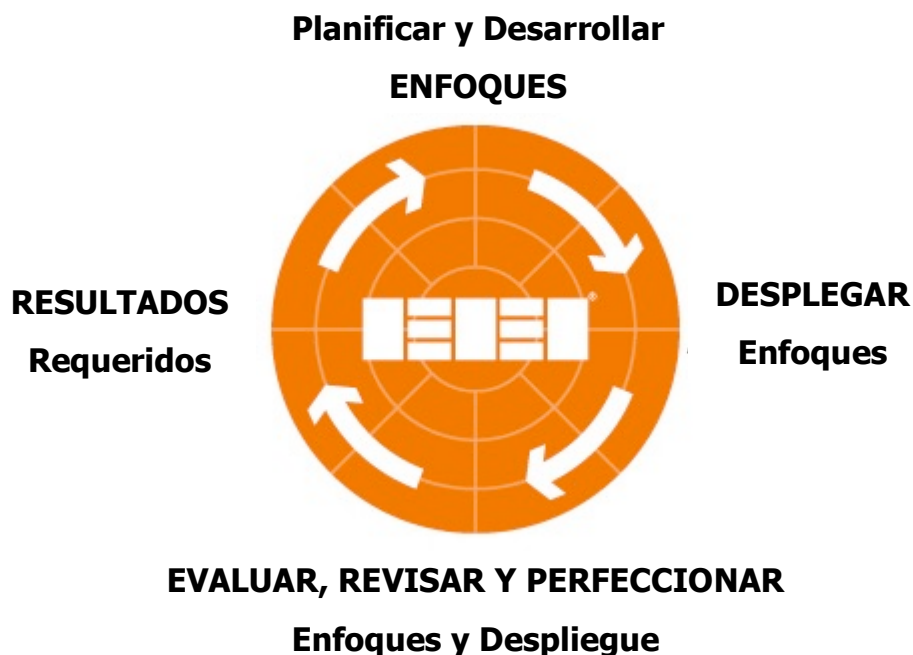 Planificar y Desarrollar
ENFOQUES
RESULTADOS
Requeridos
®
DESPLEGAR
Enfoques
EVALUAR, REVISAR Y PERFECCIONAR
Enfoques y Despliegue